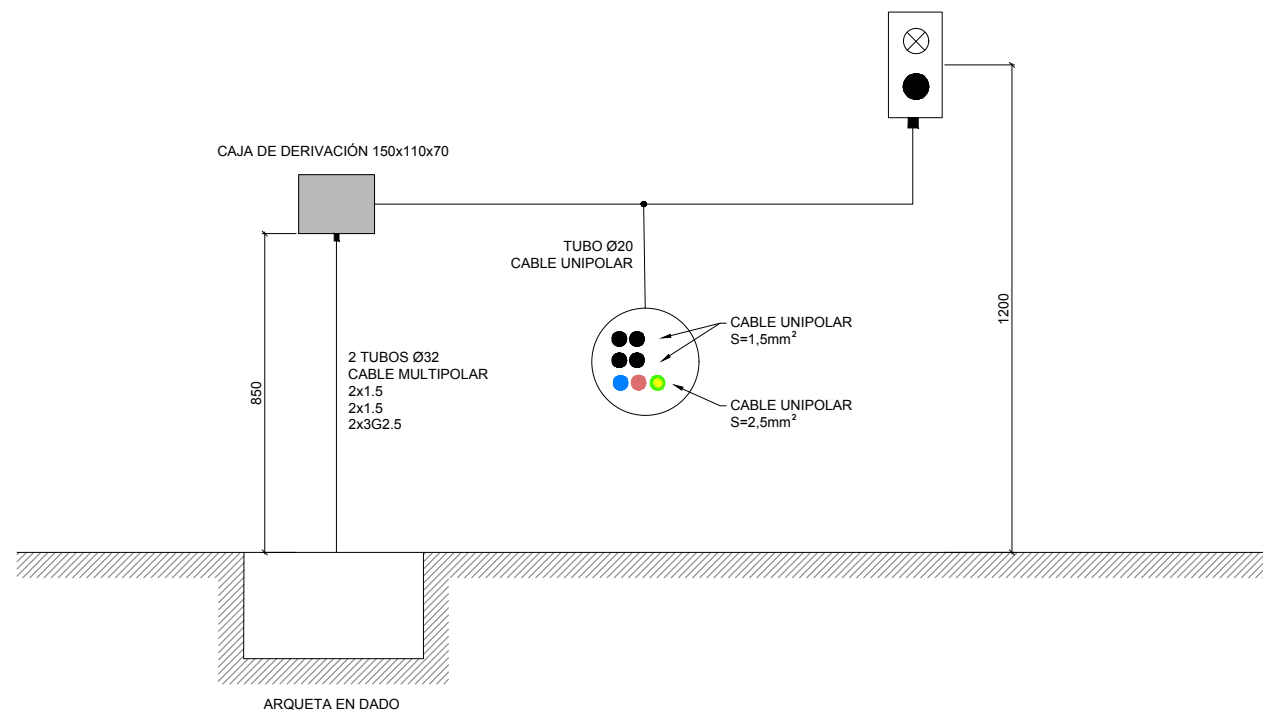 CAJA DE DERIVACIÓN 150x110x70
TUBO Ø20
CABLE UNIPOLAR
1200
CABLE UNIPOLAR
S=1,5mm²
850
2 TUBOS Ø32
CABLE MULTIPOLAR
2x1.5
2x1.5
2x3G2.5
CABLE UNIPOLAR
S=2,5mm²
ARQUETA EN DADO